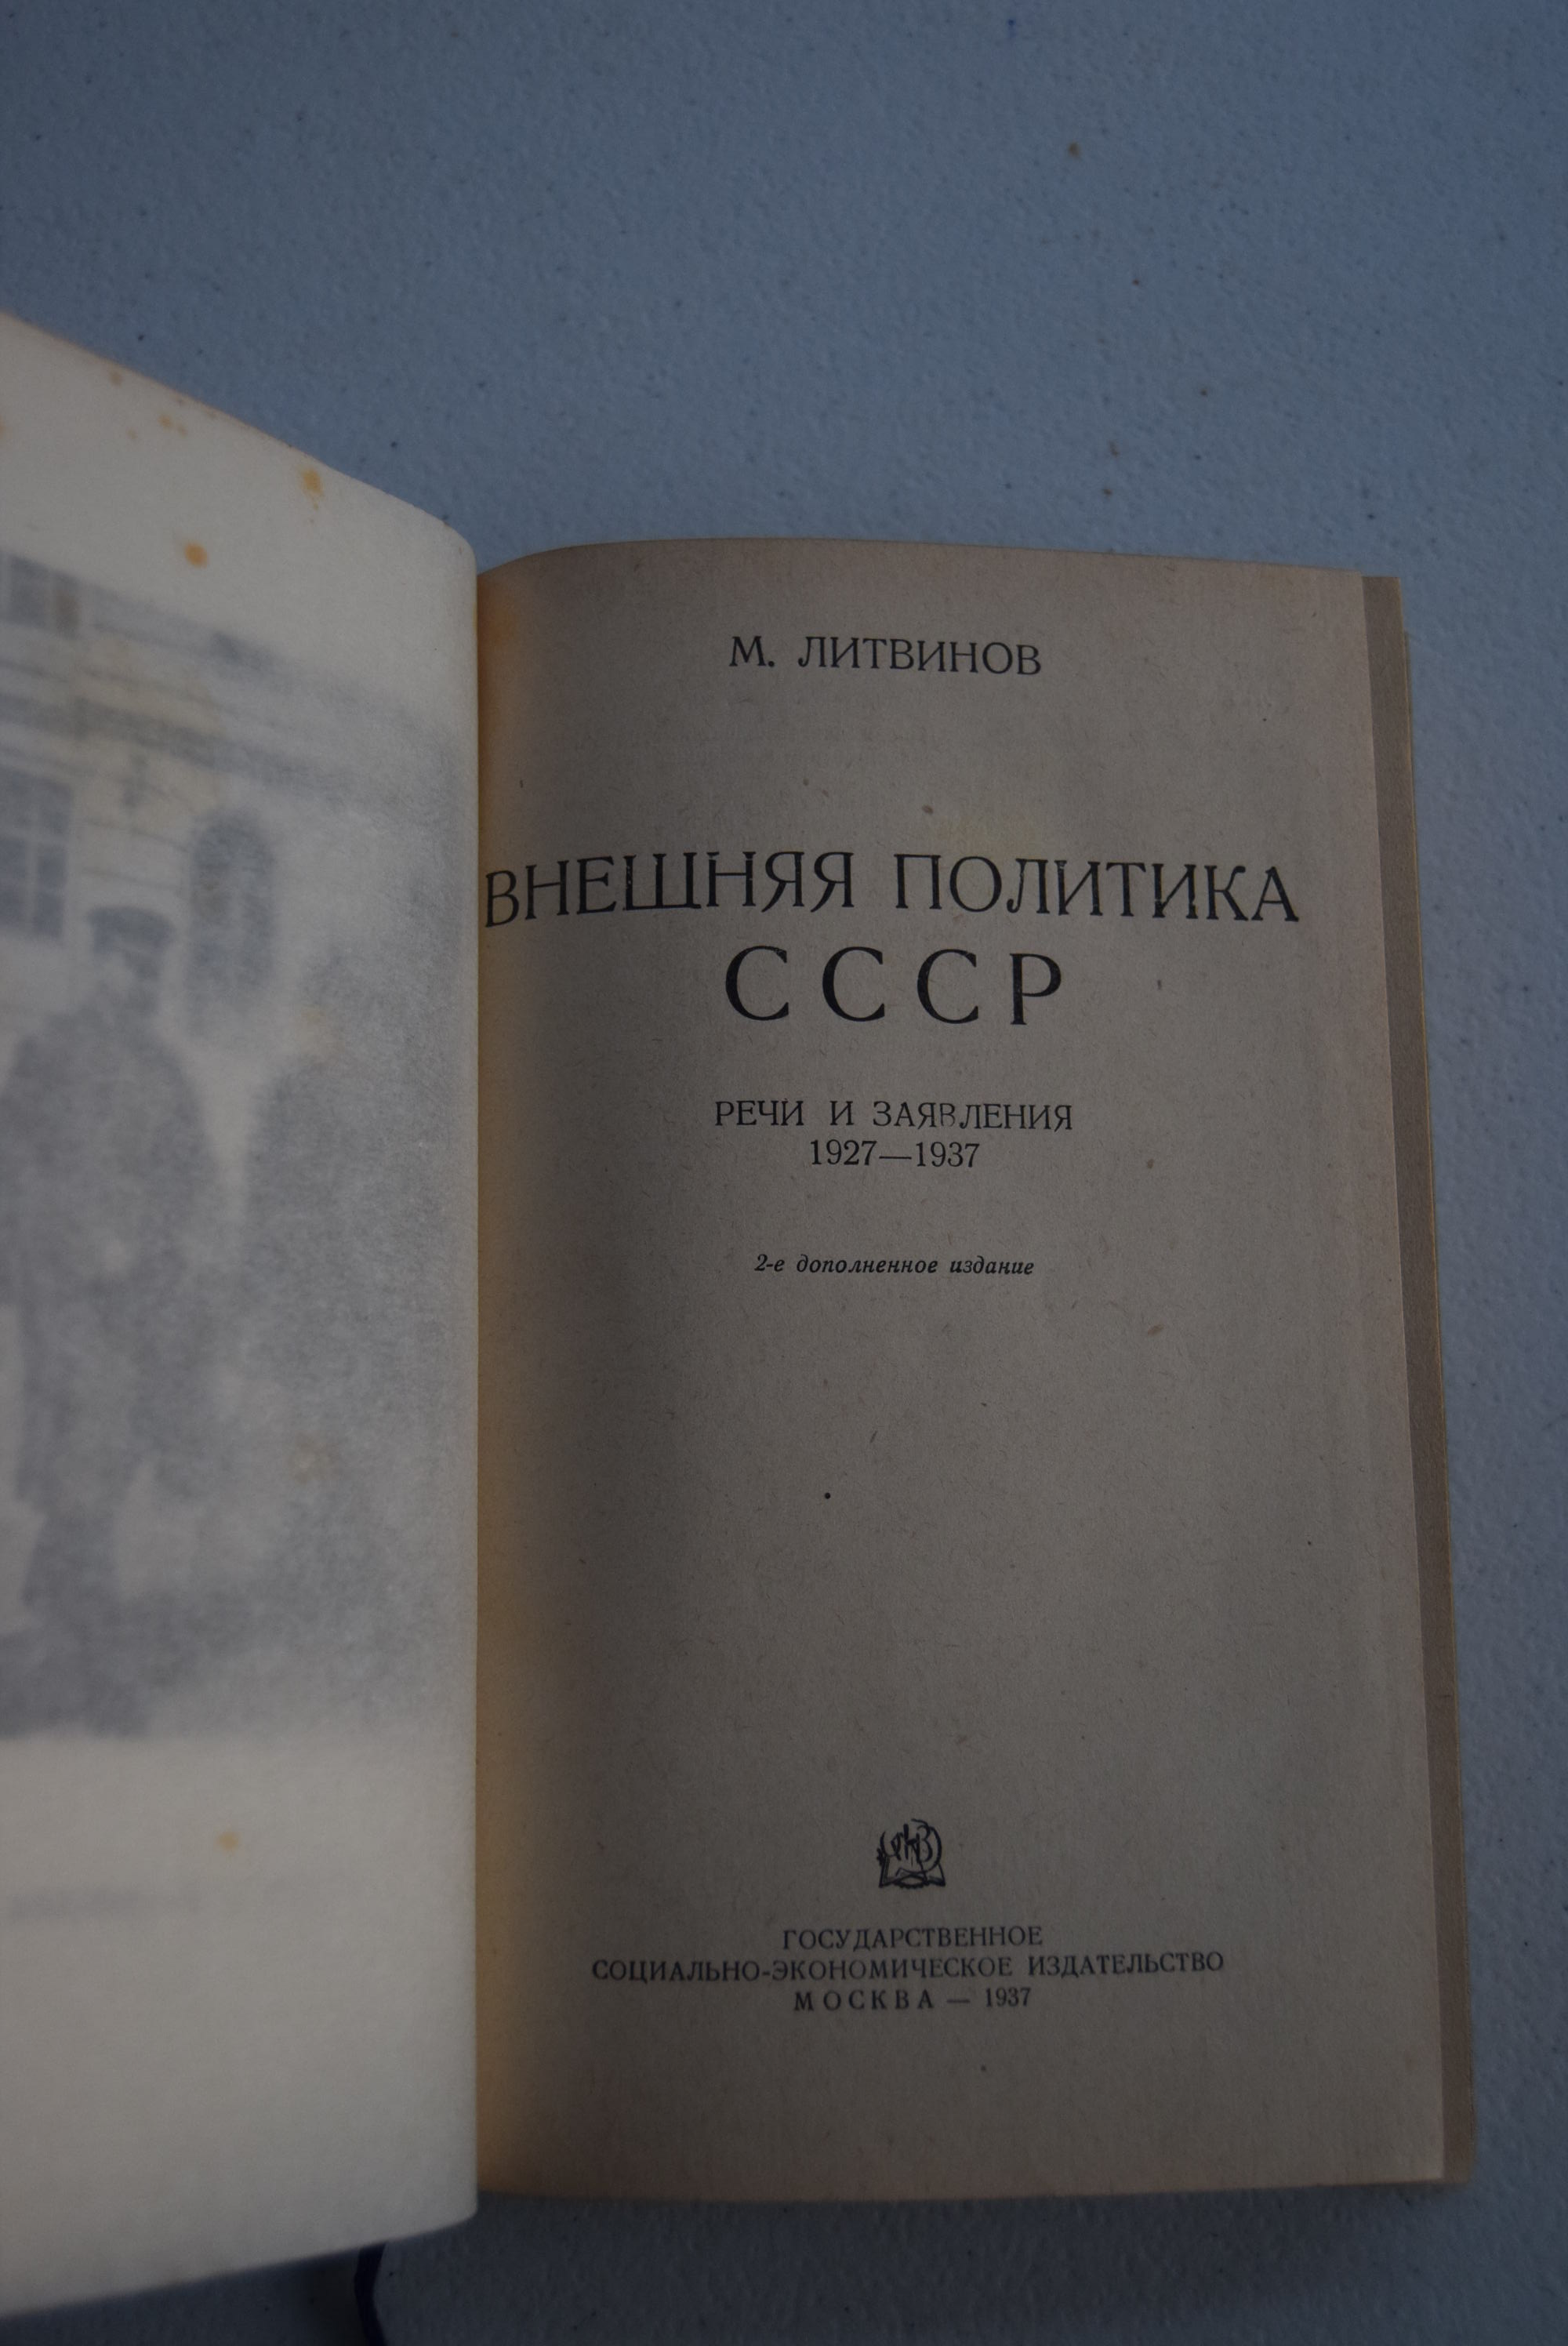 М. ЛИТВИНОВ
ВНЕШНЯЯ ПОЛИТИКА
СССР
РЕЧИ И ЗАЯВЛЕНИЯ
1927—1937
2-е дополненное издание
ГОСУДАРСТВЕННОЕ
СОЦИАЛЬНО-ЭКОНОМИЧЕСКОЕ ИЗДАТЕЛЬСТВО
МОСКВА — 1937